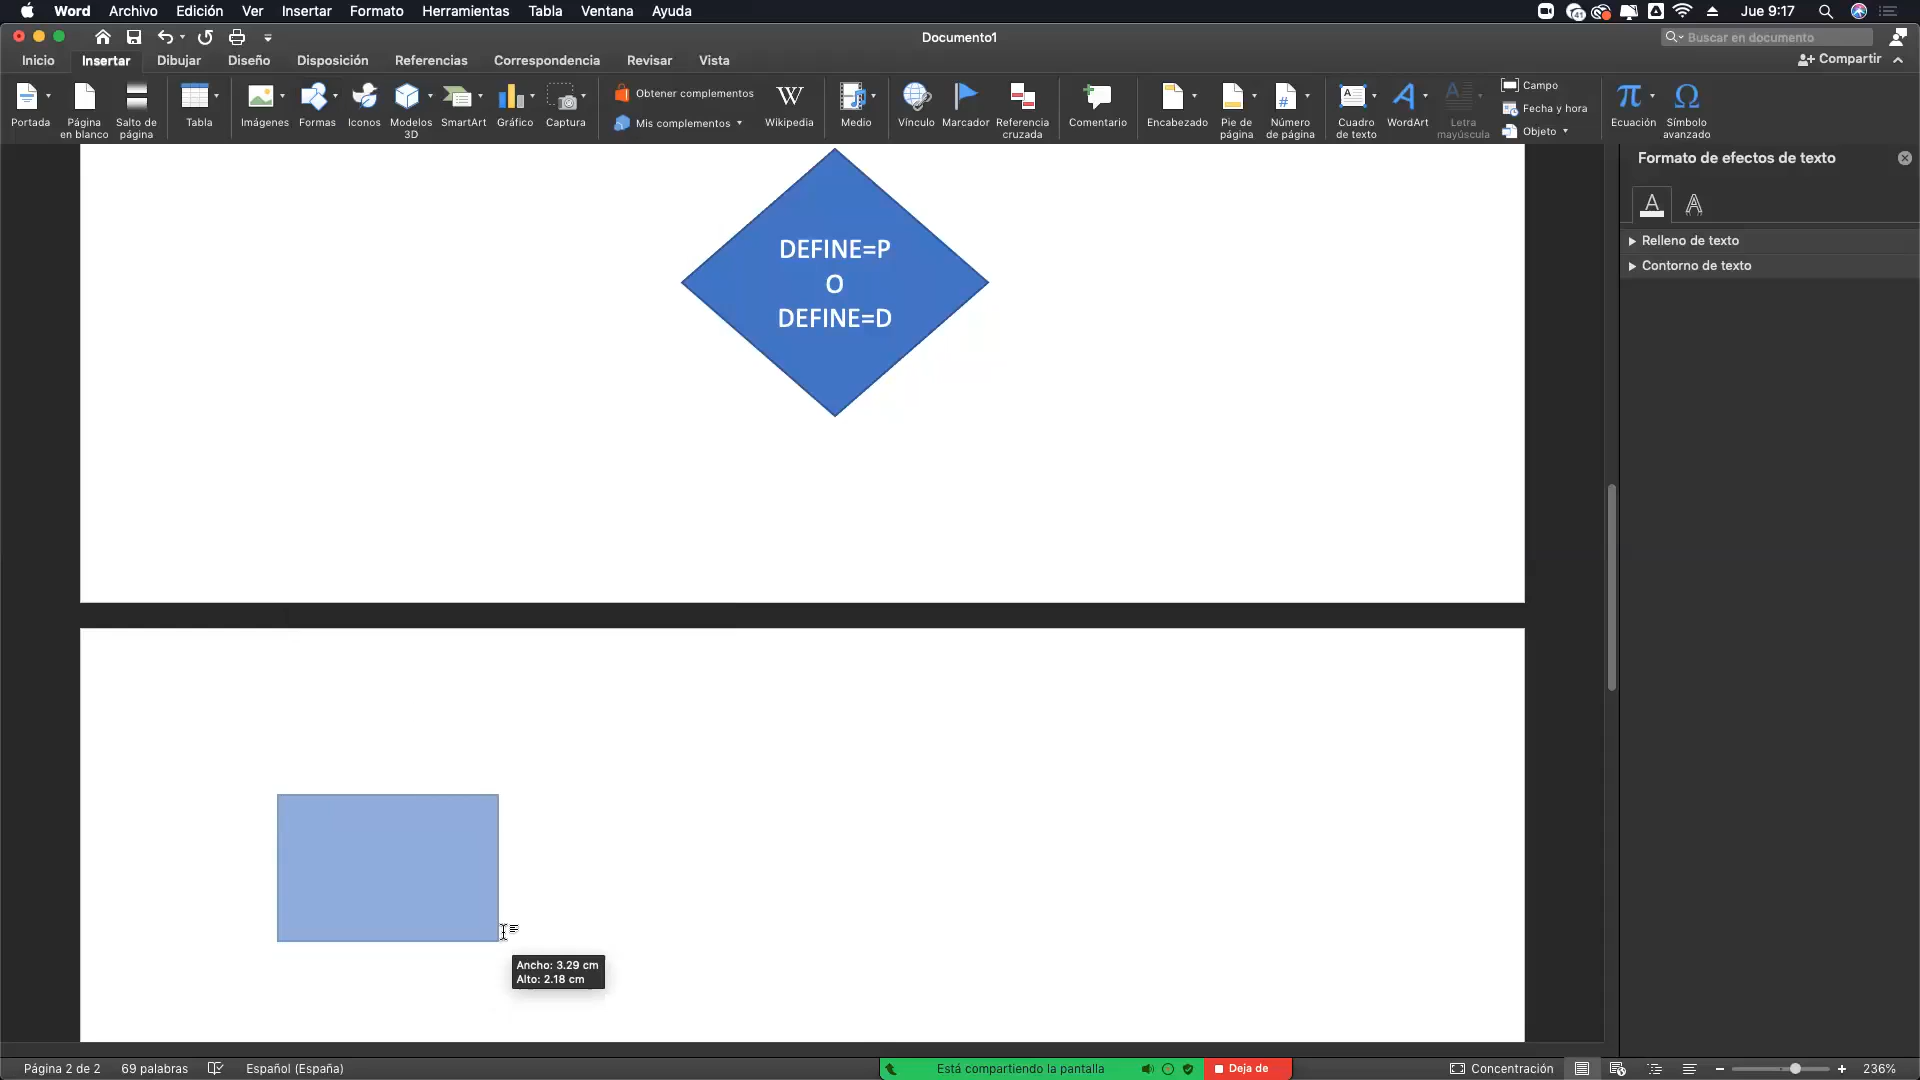 Word Archivo Edición Ver Insertar Formato Herramientas Tabla Ventana Ayuda
41
Jue 9:17
Documento1
Buscar en documento
Inicio Insertar Dibujar Diseño Disposición Referencias Correspondencia Revisar Vista
Compartir
Portada
Página
en blanco
Salto de
página
Tabla
Imágenes
Formas
Iconos
Modelos
3D
SmartArt
Gráfico
Captura
Obtener complementos
Mis complementos
W
Wikipedia
Medio
Vínculo
Marcador
Referencia
cruzada
Comentario
Encabezado
Pie de
página
#
Número
de página
A
Cuadro
de texto
A
WordArt
A
Letra
mayúscula
Campo
Fecha y hora
Objeto
π
Ecuación
Ω
Símbolo
avanzado
Formato de efectos de texto
A A
Relleno de texto
Contorno de texto
DEFINE=P
O
DEFINE=D
Ancho: 3.29 cm
Alto: 2.18 cm
Página 2 de 2
69 palabras
Español (España)
Está compartiendo la pantalla
Deja de
Concentración
236%